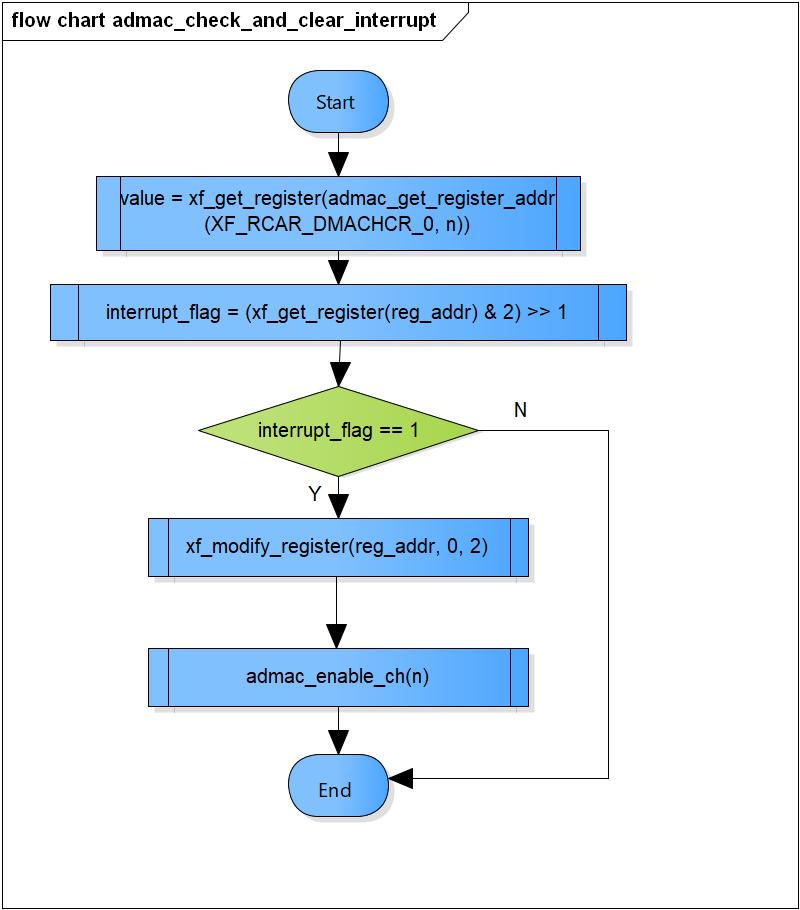 flow chart admac_check_and_clear_interrupt
Start
value = xf_get_register(admac_get_register_addr
(XF_RCAR_DMACHCR_0, n))
interrupt_flag = (xf_get_register(reg_addr) & 2) >> 1
interrupt_flag == 1
N
Y
xf_modify_register(reg_addr, 0, 2)
admac_enable_ch(n)
End